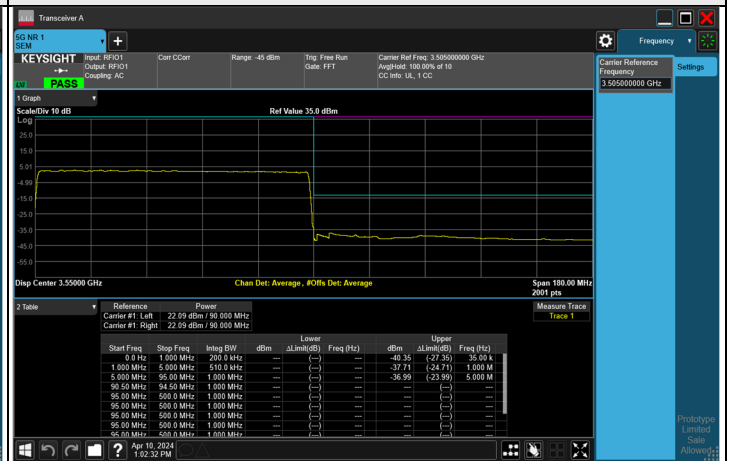 Transceiver A
5G NR 1
SEM
Frequency
KEYSIGHT
LVI
PASS
Input: RFIO1
Output: RFIO1
Coupling: AC
Corr CCorr
Range: -45 dBm
Trig: Free Run
Gate: FFT
Carrier Ref Freq: 3.505000000 GHz
Avg|Hold: 100.00% of 10
CC Info: UL, 1 CC
Carrier Reference
Frequency
3.505000000 GHz
Settings
1 Graph
Scale/Div 10 dB
Ref Value 35.0 dBm
Log
25.0
15.0
5.01
-4.99
-15.0
-25.0
-35.0
-45.0
-55.0
Disp Center 3.55000 GHz
Chan Det: Average, #Offs Det: Average
Span 180.00 MHz
2001 pts
2 Table
Reference Power
Carrier #1: Left 22.09 dBm / 90.000 MHz
Carrier #1: Right 22.09 dBm / 90.000 MHz
Measure Trace
Trace 1
Lower Upper
Start Freq Stop Freq Integ BW dBm ΔLimit(dB) Freq (Hz) dBm ΔLimit(dB) Freq (Hz)
0.0 Hz 1.000 MHz 200.0 kHz --- (---) --- -40.35 (-27.35) 35.00 k
1.000 MHz 5.000 MHz 510.0 kHz --- (---) --- -37.71 (-24.71) 1.000 M
5.000 MHz 95.00 MHz 1.000 MHz --- (---) --- -36.99 (-23.99) 5.000 M
90.50 MHz 94.50 MHz 1.000 MHz --- (---) --- --- (---) ---
95.00 MHz 500.0 MHz 1.000 MHz --- (---) --- --- (---) ---
95.00 MHz 500.0 MHz 1.000 MHz --- (---) --- --- (---) ---
95.00 MHz 500.0 MHz 1.000 MHz --- (---) --- --- (---) ---
95.00 MHz 500.0 MHz 1.000 MHz --- (---) --- --- (---) ---
Prototype
Limited
Sale
Allowed
Apr 10, 2024
1:02:32 PM